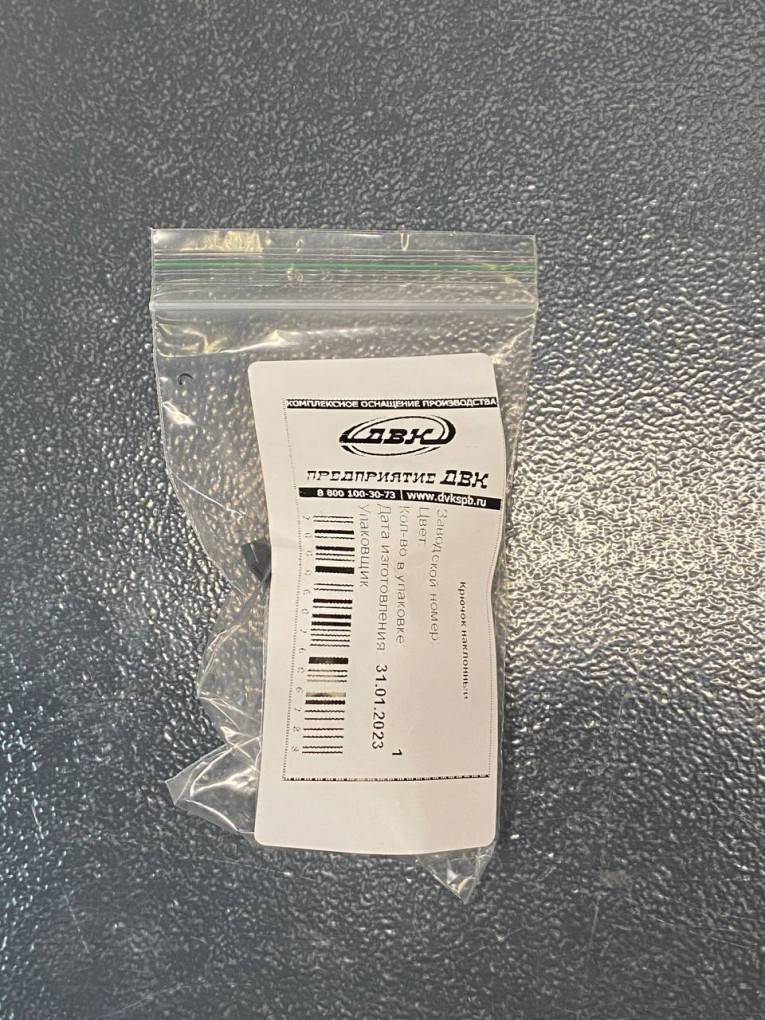 КОМПЛЕКСНОЕ ОСНАЩЕНИЕ ПРОИЗВОДСТВА
ДВК
ПРЕДПРИЯТИЕ ДВК
8 800 100-30-73 | www.dvkspb.ru
Крючок наклонный
Заводской номер:
Цвет
Кол-во в упаковке 1
Дата изготовления: 31.01.2023
Упаковщик